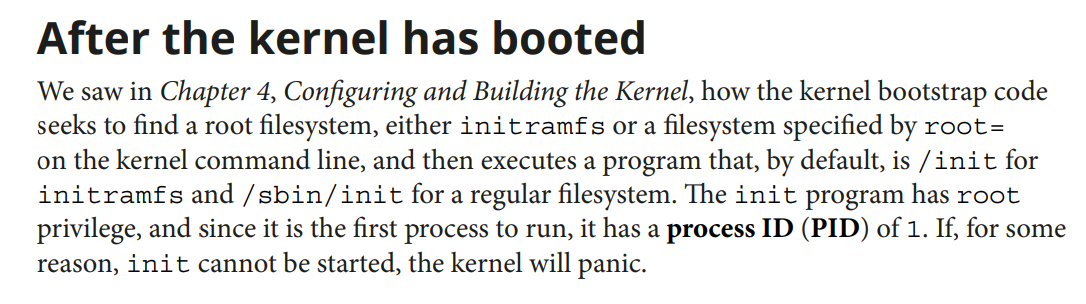 After the kernel has booted
We saw in Chapter 4, Configuring and Building the Kernel, how the kernel bootstrap code
seeks to find a root filesystem, either initramfs or a filesystem specified by root=
on the kernel command line, and then executes a program that, by default, is /init for
initramfs and /sbin/init for a regular filesystem. The init program has root
privilege, and since it is the first process to run, it has a process ID (PID) of 1. If, for some
reason, init cannot be started, the kernel will panic.